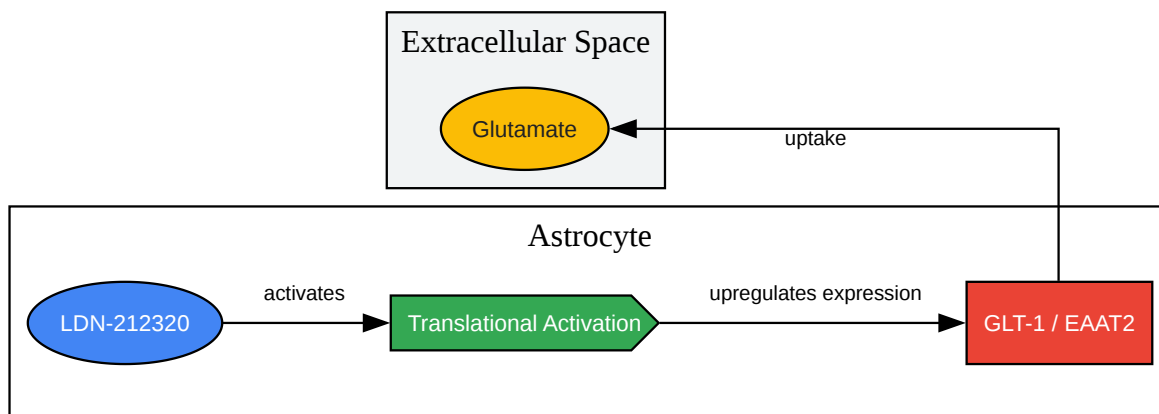 Extracellular Space
Glutamate
uptake
Astrocyte
activates
upregulates expression
LDN-212320
Translational Activation
GLT-1 / EAAT2